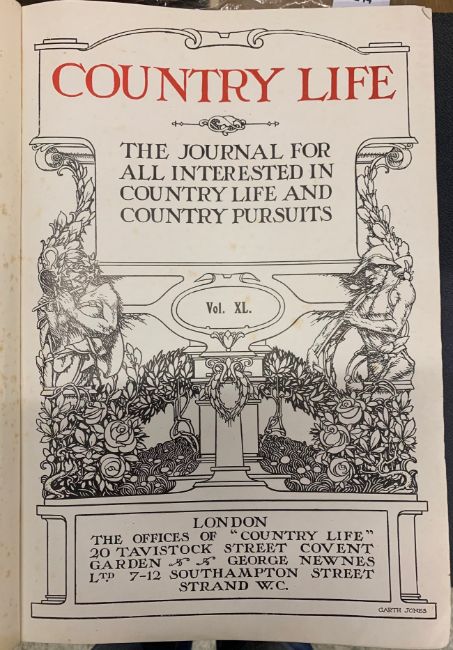 COUNTRY LIFE
THE JOURNAL FOR
ALL INTERESTED IN
COUNTRY LIFE AND
COUNTRY PURSUITS
Vol. XL.
LONDON
THE OFFICES OF "COUNTRY LIFE"
20 TAVISTOCK STREET COVENT
GARDEN GEORGE NEWNES
LTD 7-12 SOUTHAMPTON STREET
STRAND W.C.
GARTH JONES